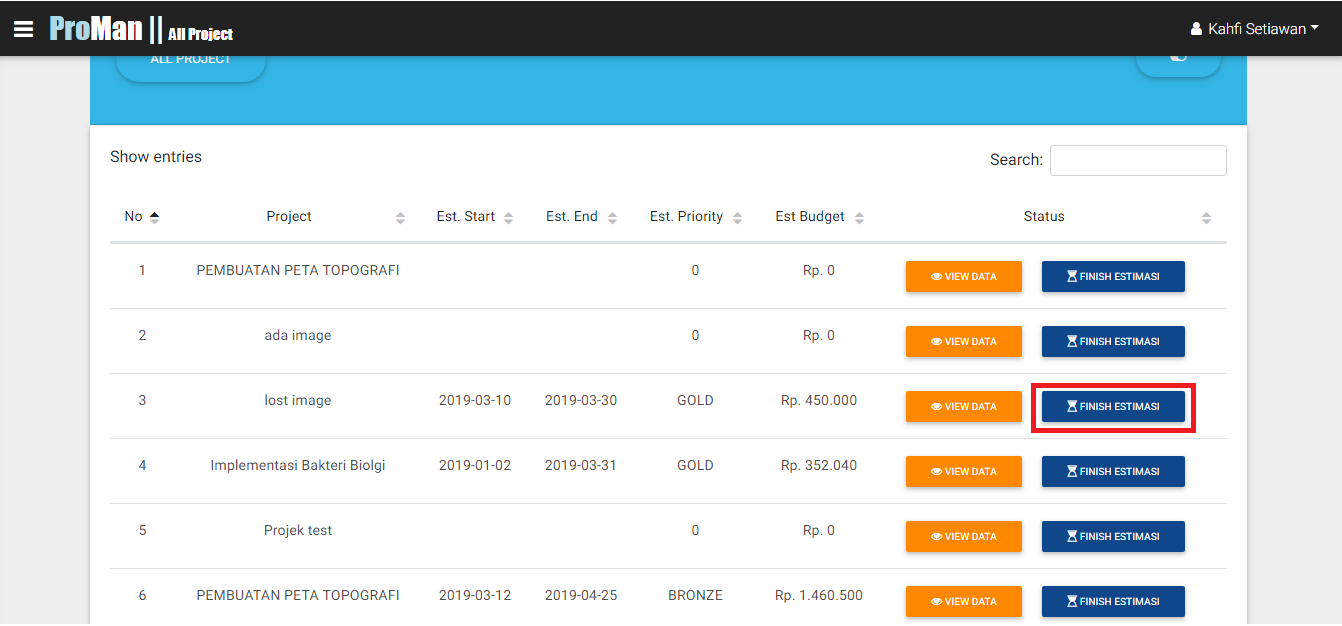 ProMan || All Project
Kahfi Setiawan
ALL PROJECT
Show entries
Search:
No Project Est. Start Est. End Est. Priority Est Budget Status
1 PEMBUATAN PETA TOPOGRAFI 0 Rp. 0 VIEW DATA FINISH ESTIMASI
2 ada image 0 Rp. 0 VIEW DATA FINISH ESTIMASI
3 lost image 2019-03-10 2019-03-30 GOLD Rp. 450.000 VIEW DATA FINISH ESTIMASI
4 Implementasi Bakteri Biolgi 2019-01-02 2019-03-31 GOLD Rp. 352.040 VIEW DATA FINISH ESTIMASI
5 Projek test 0 Rp. 0 VIEW DATA FINISH ESTIMASI
6 PEMBUATAN PETA TOPOGRAFI 2019-03-12 2019-04-25 BRONZE Rp. 1.460.500 VIEW DATA FINISH ESTIMASI